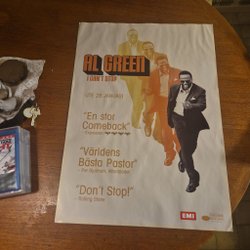 AL GREEN
I CAN'T STOP
UTE 28 JANUARI
"En stor
Comeback"
"Världens
Bästa Pastor"
"Don't Stop!"
Rolling Stone
EMI